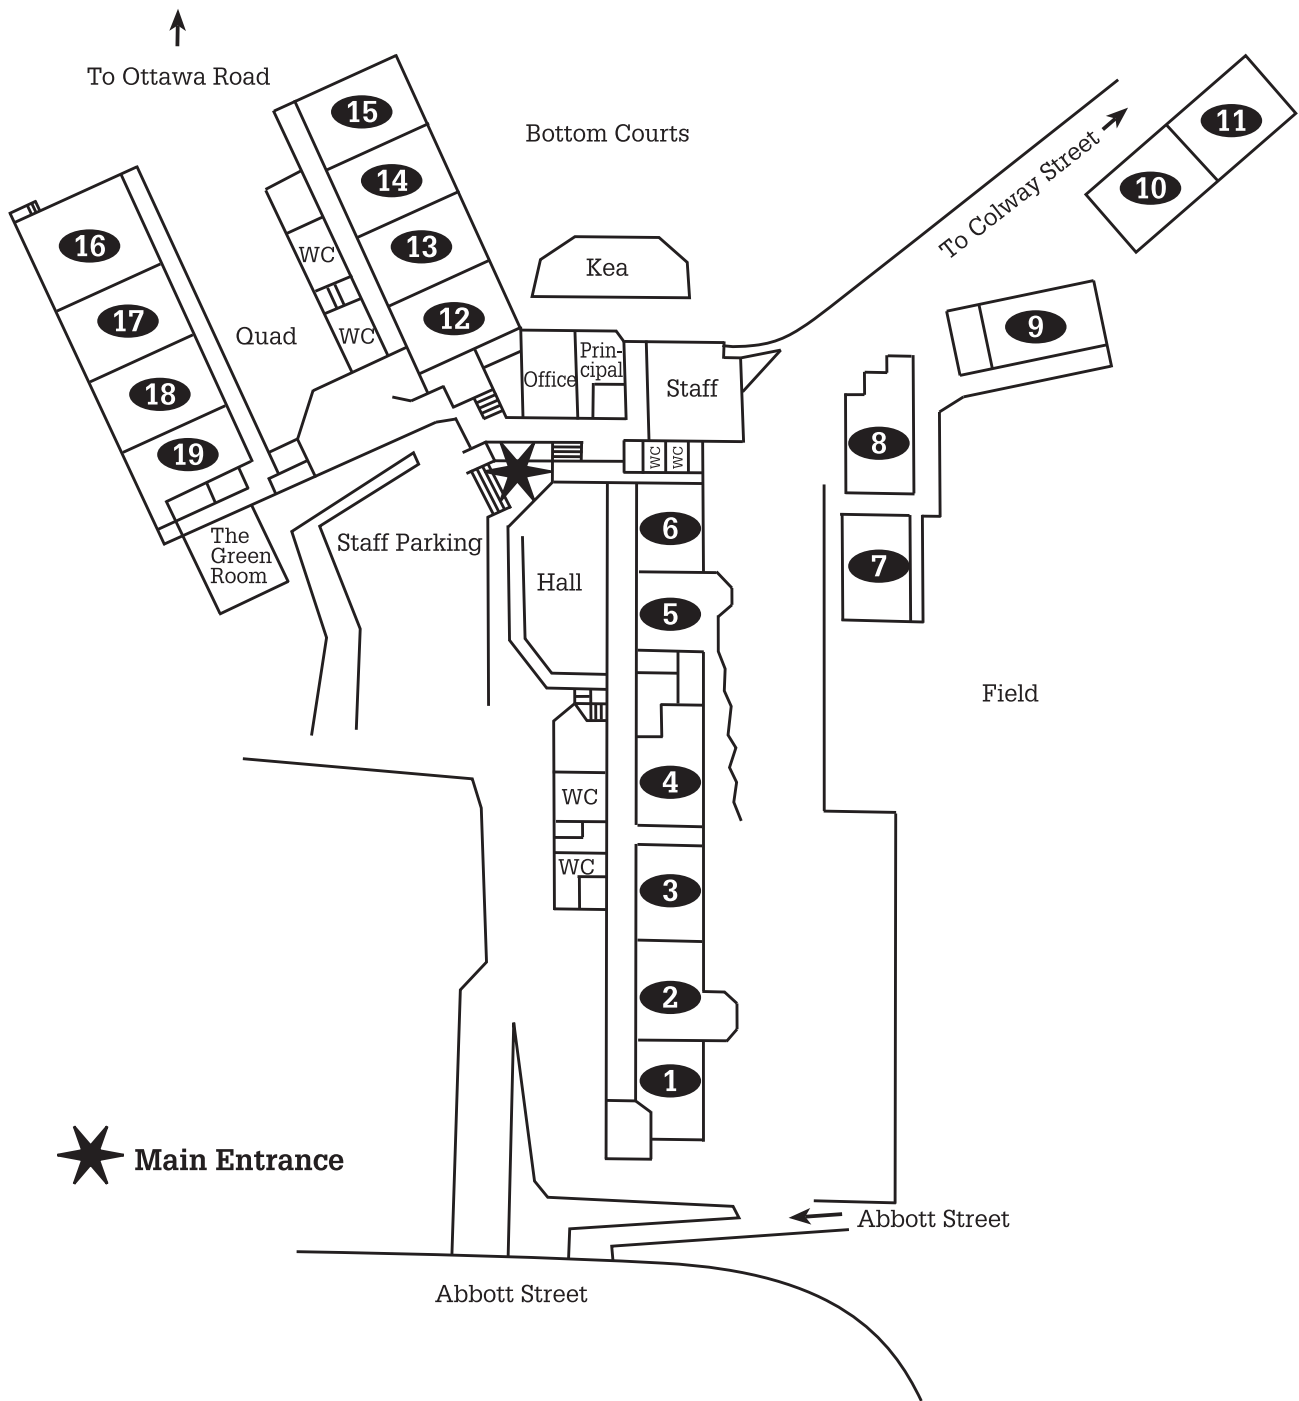 To Ottawa Road
15
11
Bottom Courts
14
10
To Colway Street
16
13
WC
Kea
17
12
9
Quad
WC
Prin-
cipal
Office
Staff
18
8
19
WC
WC
6
The
Green
Room
Staff Parking
7
Hall
5
Field
4
WC
WC
3
2
1
Main Entrance
Abbott Street
Abbott Street